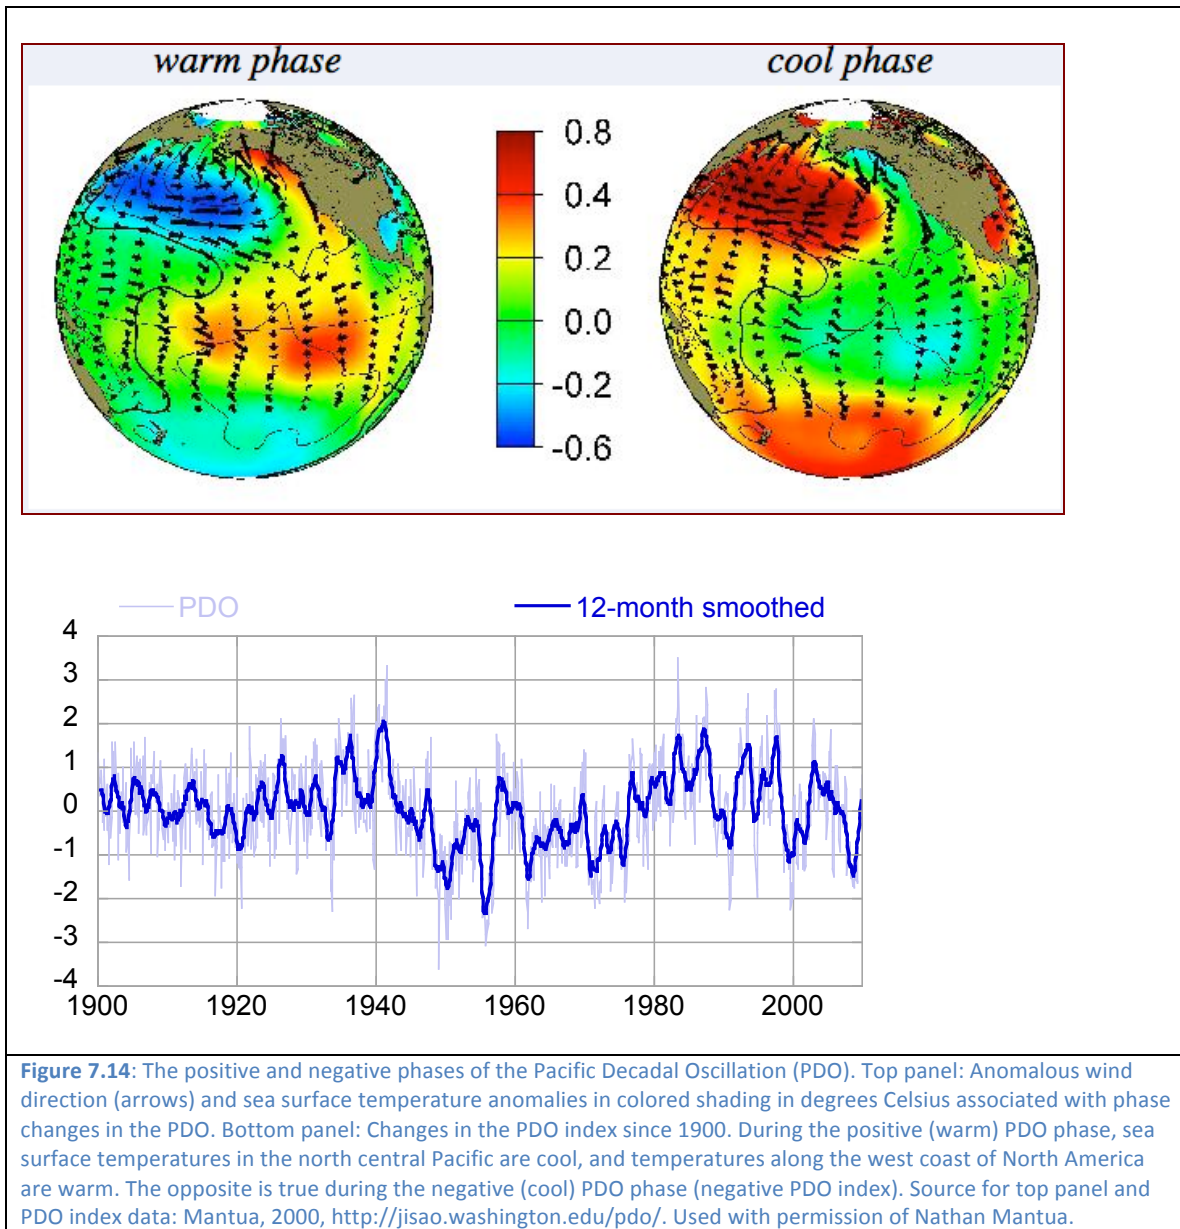 warm phase
cool phase
0.8
0.4
0.2
0.0
-0.2
-0.6
PDO
12-month smoothed
4
3
2
1
0
-1
-2
-3
-4
1900 1920 1940 1960 1980 2000
Figure 7.14: The positive and negative phases of the Pacific Decadal Oscillation (PDO). Top panel: Anomalous wind
direction (arrows) and sea surface temperature anomalies in colored shading in degrees Celsius associated with phase
changes in the PDO. Bottom panel: Changes in the PDO index since 1900. During the positive (warm) PDO phase, sea
surface temperatures in the north central Pacific are cool, and temperatures along the west coast of North America
are warm. The opposite is true during the negative (cool) PDO phase (negative PDO index). Source for top panel and
PDO index data: Mantua, 2000, http://jisao.washington.edu/pdo/. Used with permission of Nathan Mantua.